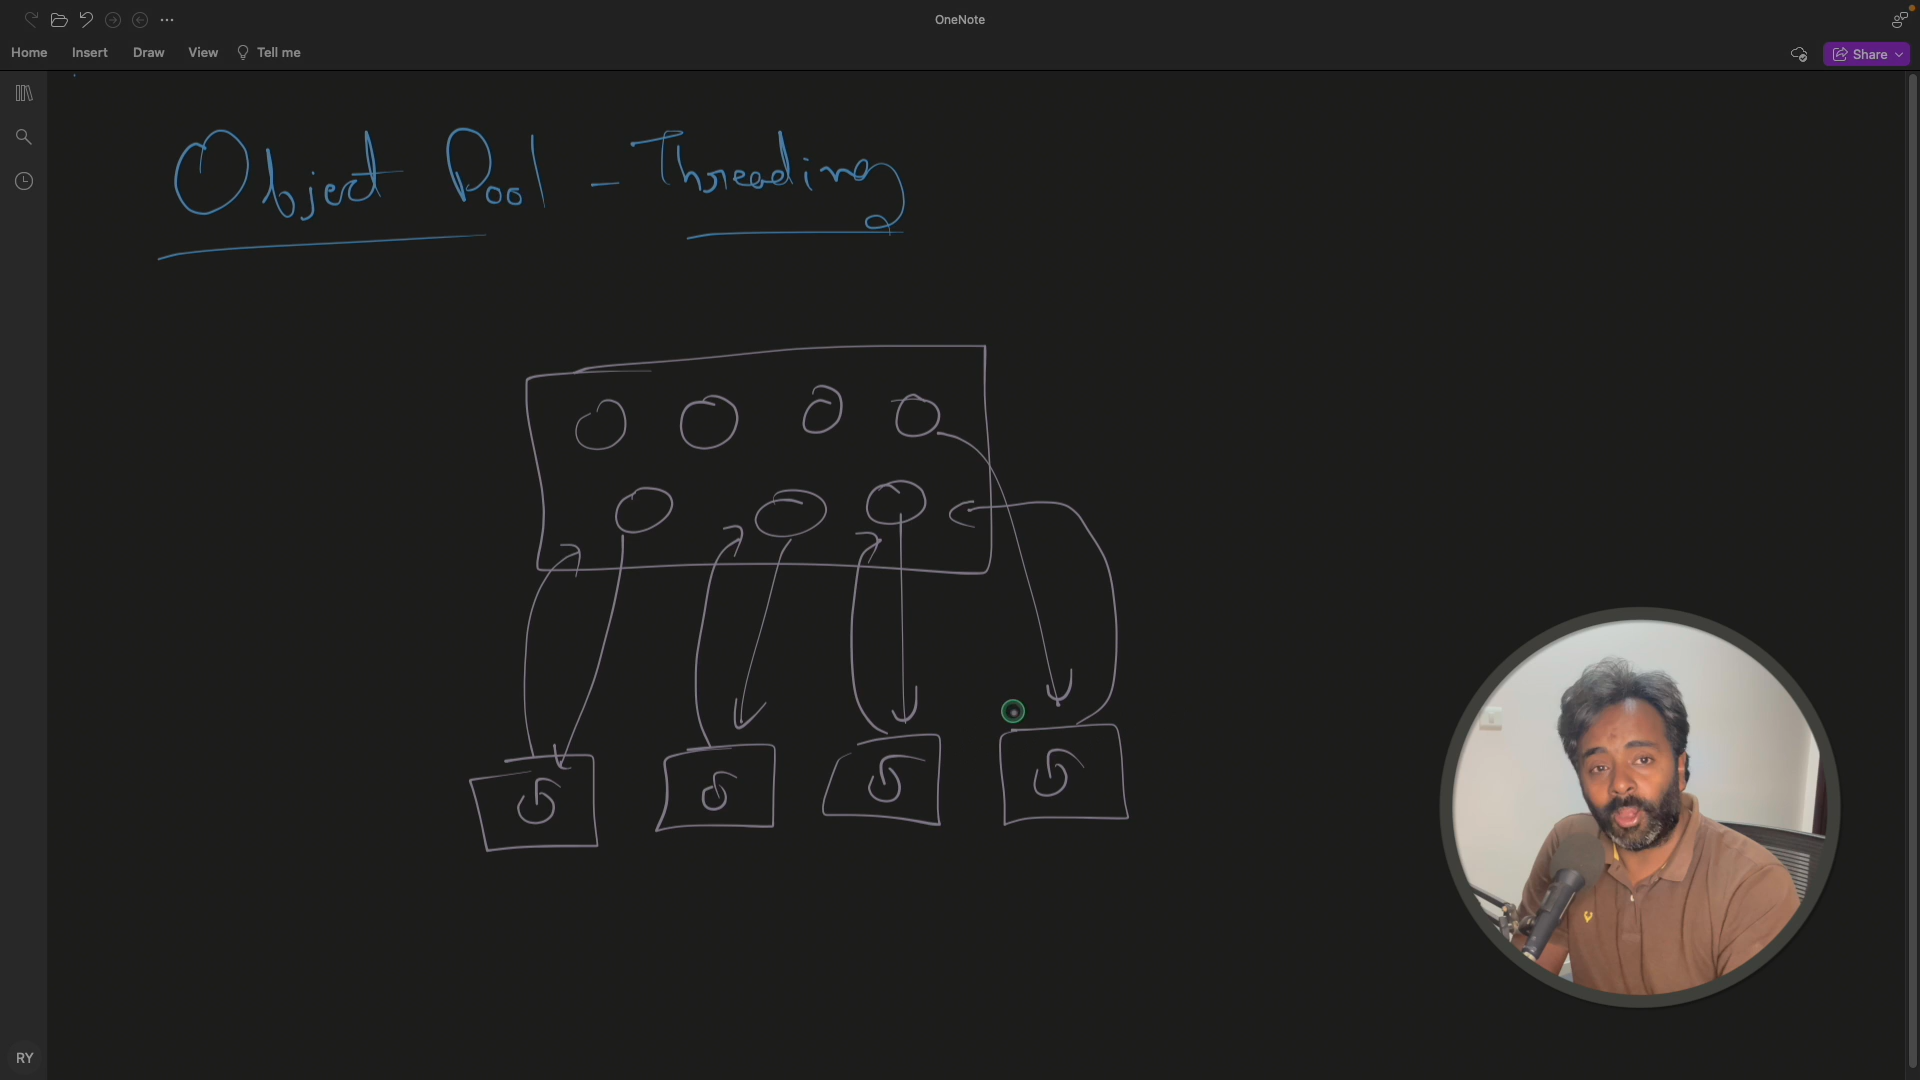 OneNote
Home Insert Draw View Tell me
Share
Object Pool - Threading
RY